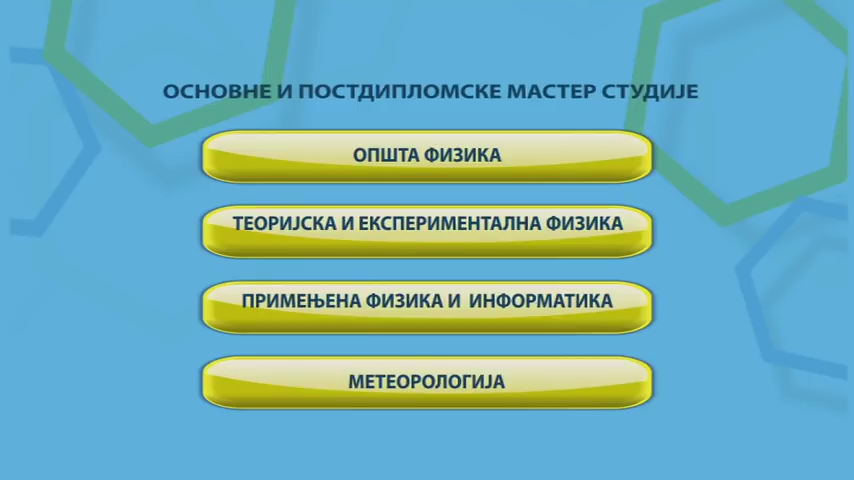 ОСНОВНЕ И ПОСТДИПЛОМСКЕ МАСТЕР СТУДИЈЕ
ОПШТА ФИЗИКА
ТЕОРИЈСКА И ЕКСПЕРИМЕНТАЛНА ФИЗИКА
ПРИМЕЊЕНА ФИЗИКА И ИНФОРМАТИКА
МЕТЕОРОЛОГИЈА